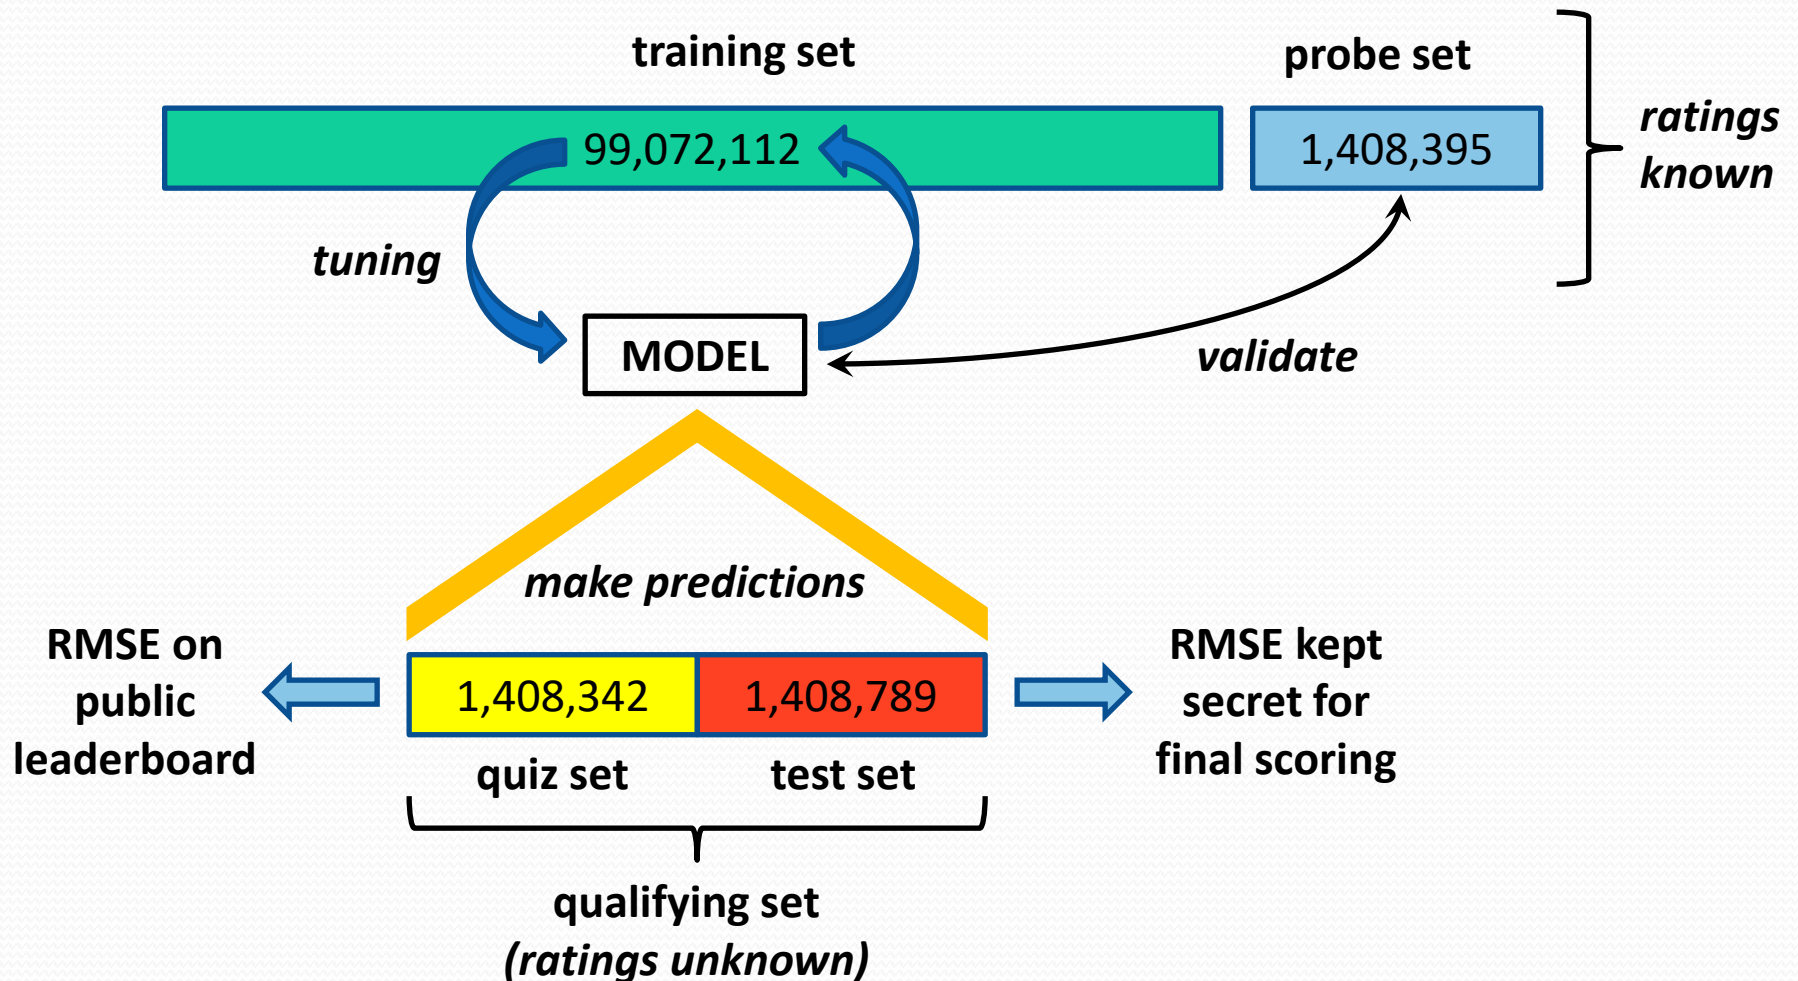 training set
probe set
99,072,112
1,408,395
ratings
known
tuning
MODEL
validate
make predictions
RMSE on
public
leaderboard
1,408,342
1,408,789
RMSE kept
secret for
final scoring
quiz set
test set
qualifying set
(ratings unknown)